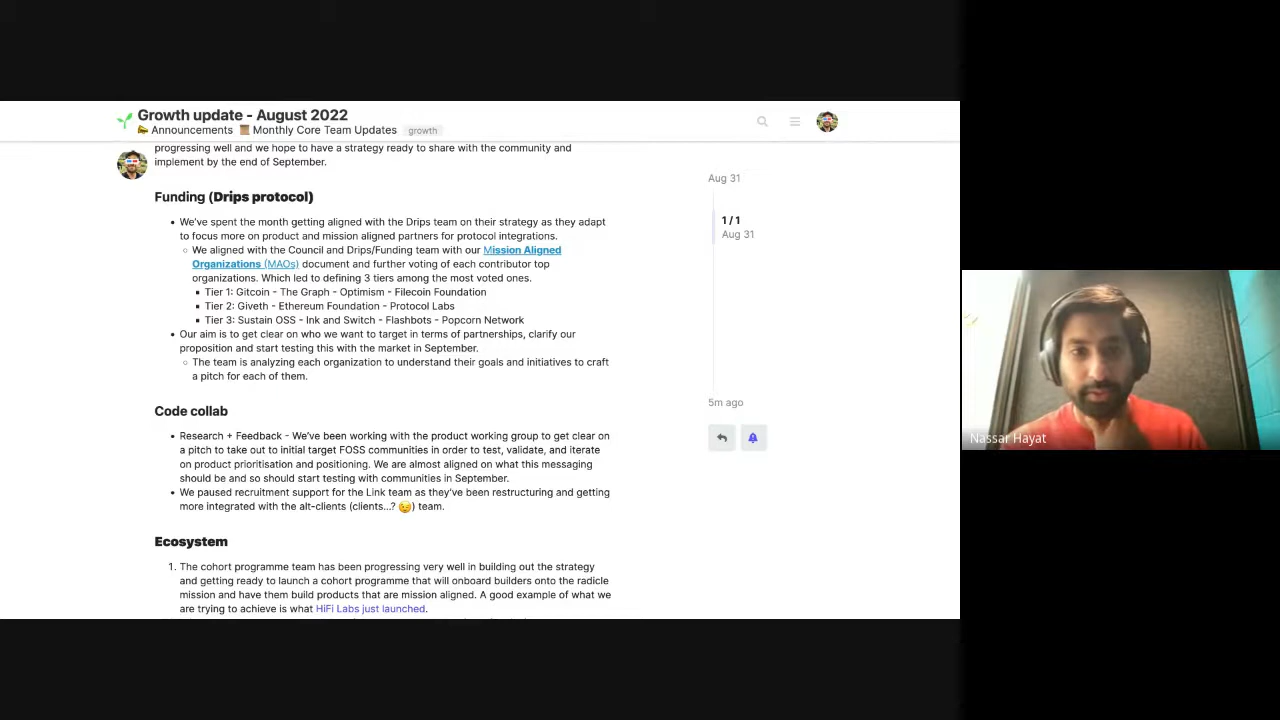 Growth update - August 2022
Announcements Monthly Core Team Updates growth
progressing well and we hope to have a strategy ready to share with the community and
implement by the end of September.
Funding (Drips protocol)
• We've spent the month getting aligned with the Drips team on their strategy as they adapt
to focus more on product and mission aligned partners for protocol integrations.
◦ We aligned with the Council and Drips/Funding team with our Mission Aligned
Organizations (MAOs) document and further voting of each contributor top
organizations. Which led to defining 3 tiers among the most voted ones.
▪ Tier 1: Gitcoin - The Graph - Optimism - Filecoin Foundation
▪ Tier 2: Giveth - Ethereum Foundation - Protocol Labs
▪ Tier 3: Sustain OSS - Ink and Switch - Flashbots - Popcorn Network
• Our aim is to get clear on who we want to target in terms of partnerships, clarify our
proposition and start testing this with the market in September.
◦ The team is analyzing each organization to understand their goals and initiatives to craft
a pitch for each of them.
Code collab
• Research + Feedback - We've been working with the product working group to get clear on
a pitch to take out to initial target FOSS communities in order to test, validate, and iterate
on product prioritisation and positioning. We are almost aligned on what this messaging
should be and so should start testing with communities in September.
• We paused recruitment support for the Link team as they've been restructuring and getting
more integrated with the alt-clients (clients...? 😉) team.
Ecosystem
1. The cohort programme team has been progressing very well in building out the strategy
and getting ready to launch a cohort programme that will onboard builders onto the radicle
mission and have them build products that are mission aligned. A good example of what we
are trying to achieve is what HiFi Labs just launched.
Aug 31
1 / 1
Aug 31
5m ago
Nassar Hayat